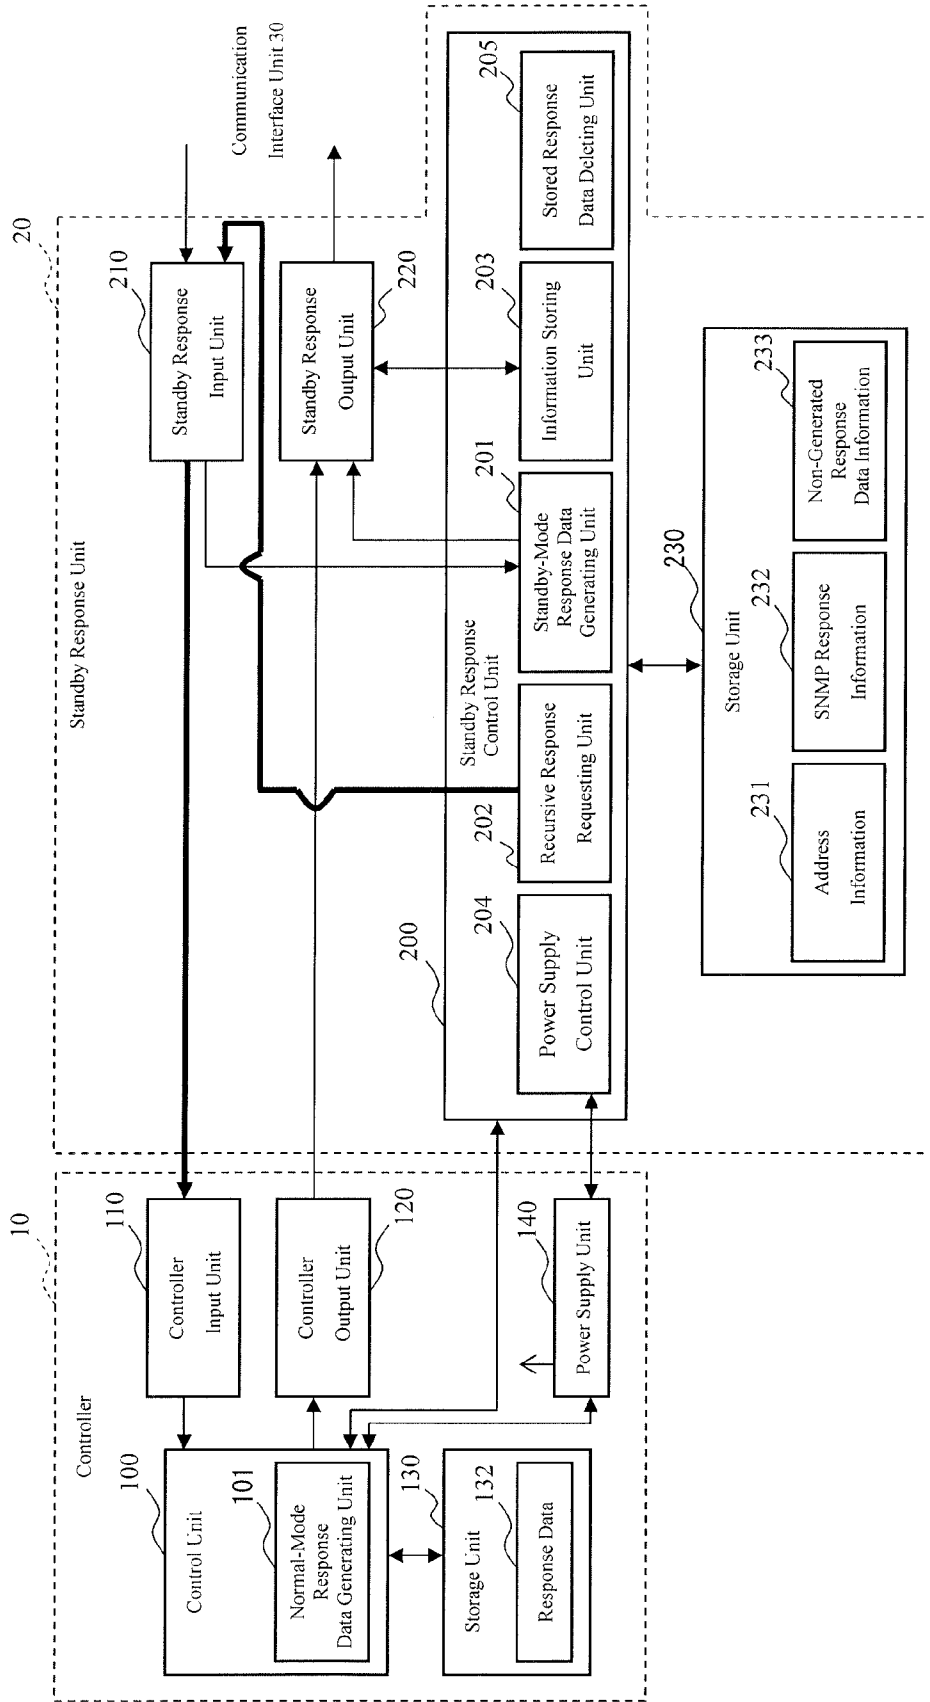 10
Controller
100
Control Unit
101
Normal-Mode
Response
Data Generating Unit
110
Controller
Input Unit
120
Controller
Output Unit
130
Storage Unit
132
Response Data
140
Power Supply Unit
20
Standby Response Unit
210
Standby Response
Input Unit
220
Standby Response
Output Unit
Communication
Interface Unit 30
200
Standby Response
Control Unit
204
Power Supply
Control Unit
202
Recursive Response
Requesting Unit
201
Standby-Mode
Response Data
Generating Unit
203
Information Storing
Unit
205
Stored Response
Data Deleting Unit
230
Storage Unit
231
Address
Information
232
SNMP Response
Information
233
Non-Generated
Response
Data Information